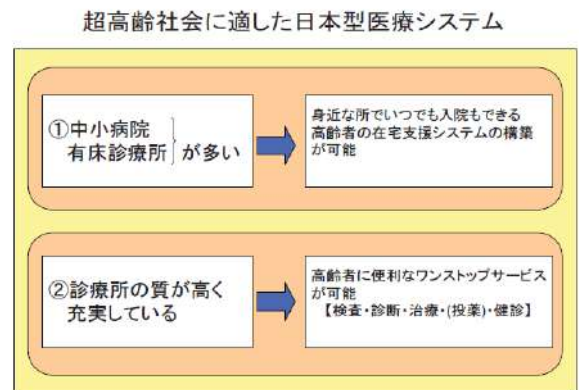 超高齢社会に適した日本型医療システム
①中小病院
有床診療所 が多い
身近な所でいつでも入院もできる
高齢者の在宅支援システムの構築
が可能
②診療所の質が高く
充実している
高齢者に便利なワンストップサービス
が可能
【検査・診断・治療・(投薬)・健診】